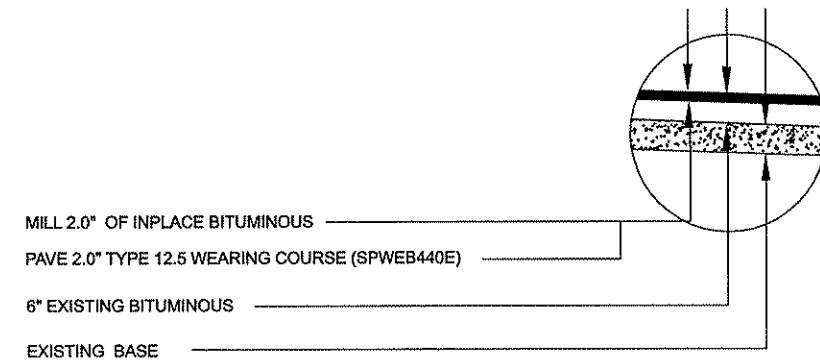 MILL 2.0" OF INPLACE BITUMINOUS
PAVE 2.0" TYPE 12.5 WEARING COURSE (SPWEB440E)
6" EXISTING BITUMINOUS
EXISTING BASE